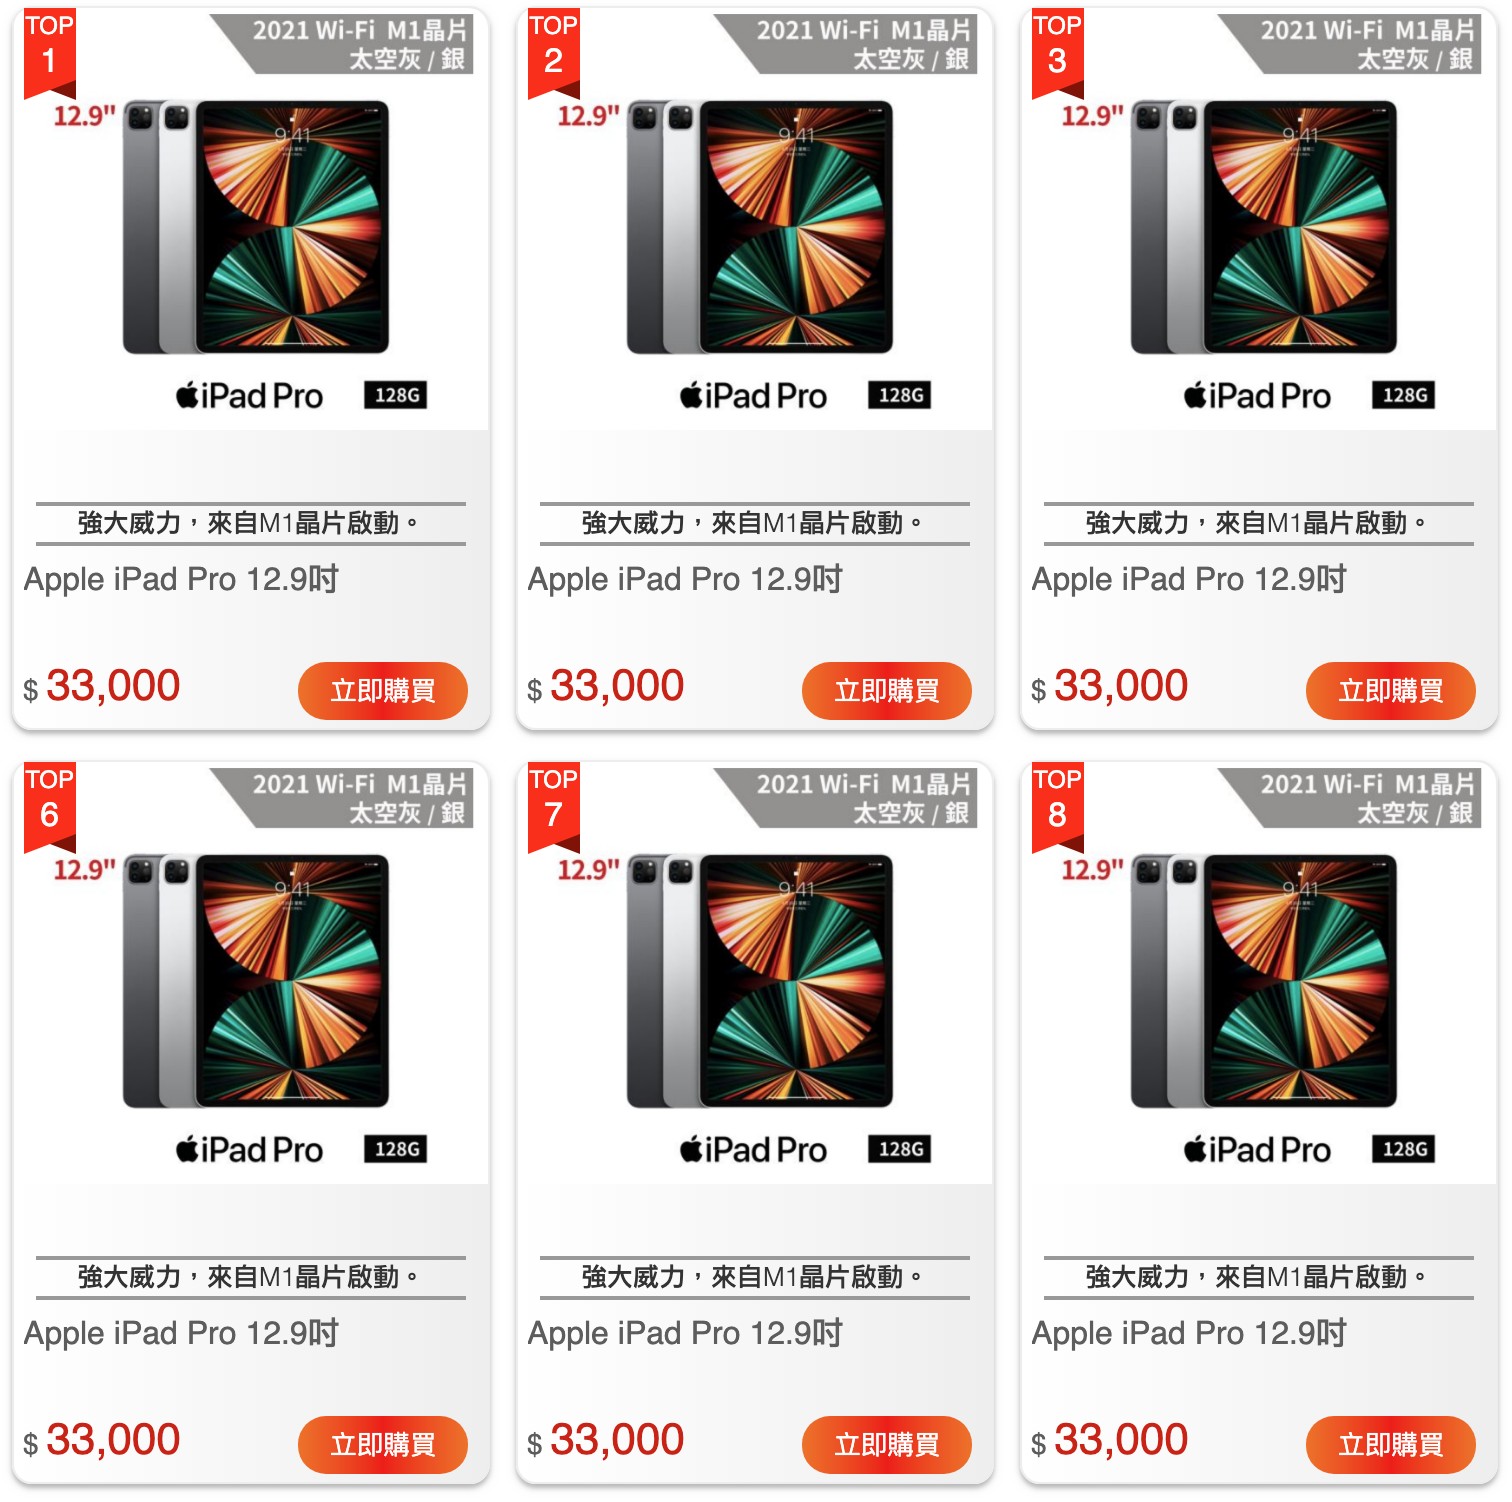 TOP
1
2021 Wi-Fi M1晶片
太空灰 / 銀
12.9"
9:41
iPad Pro 128G
強大威力，來自M1晶片啟動。
Apple iPad Pro 12.9吋
$ 33,000 立即購買
TOP
2
2021 Wi-Fi M1晶片
太空灰 / 銀
12.9"
9:41
iPad Pro 128G
強大威力，來自M1晶片啟動。
Apple iPad Pro 12.9吋
$ 33,000 立即購買
TOP
3
2021 Wi-Fi M1晶片
太空灰 / 銀
12.9"
9:41
iPad Pro 128G
強大威力，來自M1晶片啟動。
Apple iPad Pro 12.9吋
$ 33,000 立即購買
TOP
6
2021 Wi-Fi M1晶片
太空灰 / 銀
12.9"
9:41
iPad Pro 128G
強大威力，來自M1晶片啟動。
Apple iPad Pro 12.9吋
$ 33,000 立即購買
TOP
7
2021 Wi-Fi M1晶片
太空灰 / 銀
12.9"
9:41
iPad Pro 128G
強大威力，來自M1晶片啟動。
Apple iPad Pro 12.9吋
$ 33,000 立即購買
TOP
8
2021 Wi-Fi M1晶片
太空灰 / 銀
12.9"
9:41
iPad Pro 128G
強大威力，來自M1晶片啟動。
Apple iPad Pro 12.9吋
$ 33,000 立即購買